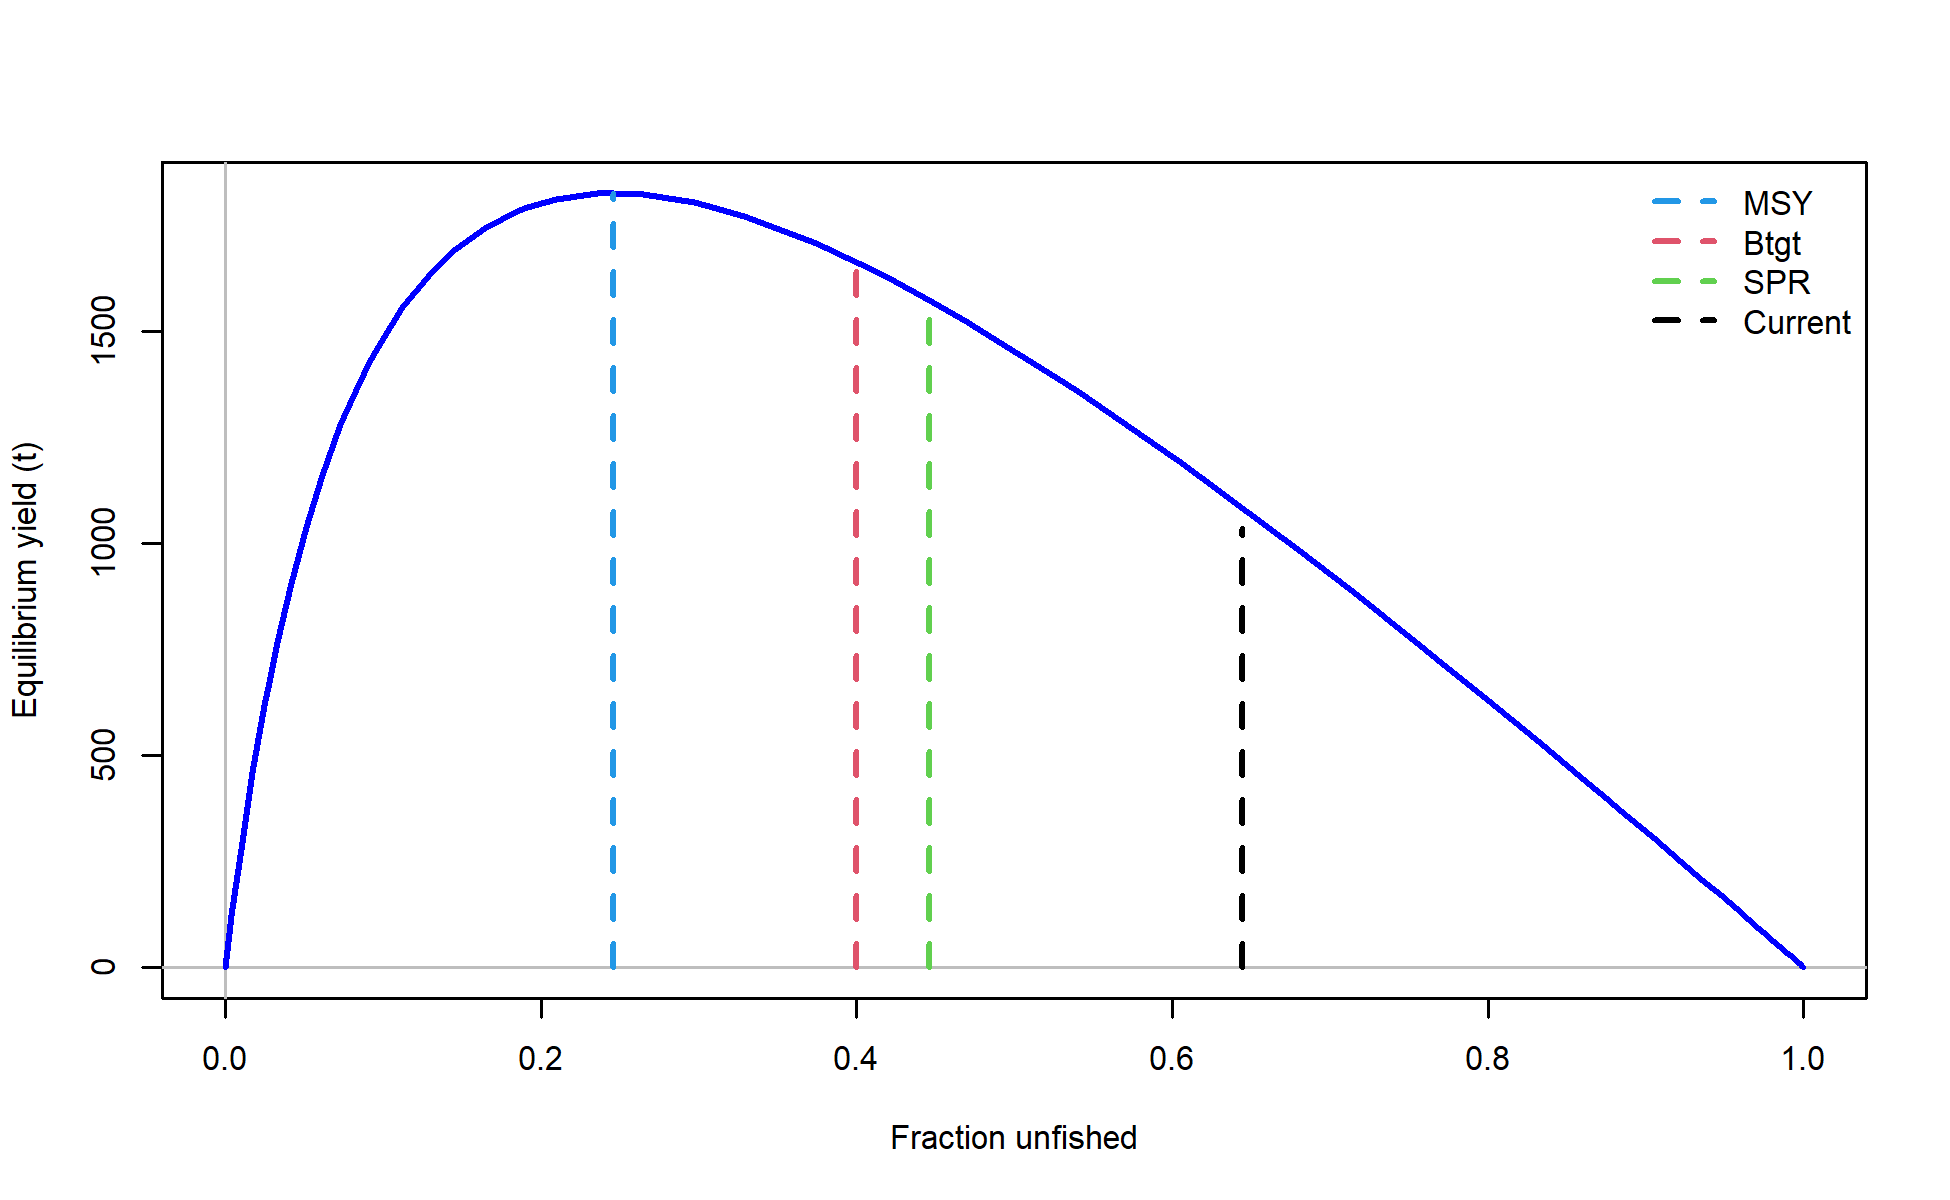 MSY
Btgt
SPR
Current
Equilibrium yield (t)
1500
1000
500
0
0.0 0.2 0.4 0.6 0.8 1.0
Fraction unfished